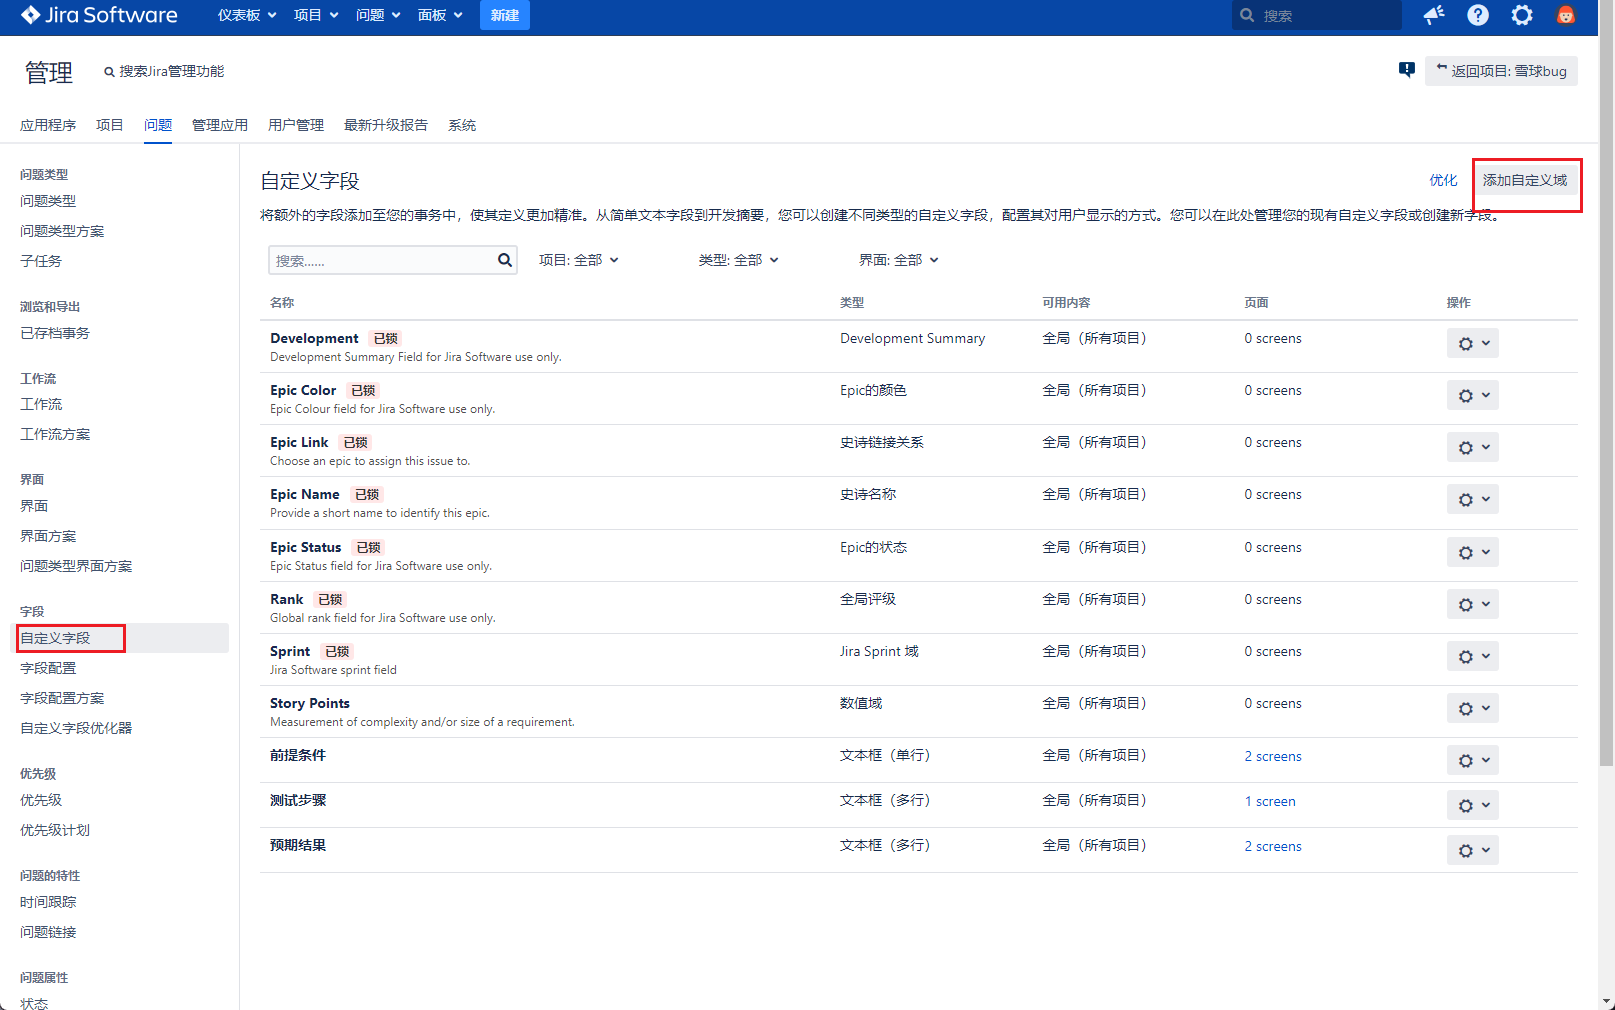 Jira Software 仪表板 项目 问题 面板 新建 搜索
管理 搜索Jira管理功能 返回项目: 雪球bug
应用程序 项目 问题 管理应用 用户管理 最新升级报告 系统
问题类型
问题类型
问题类型方案
子任务
浏览和导出
已存档事务
工作流
工作流
工作流方案
界面
界面
界面方案
问题类型界面方案
字段
自定义字段
字段配置
字段配置方案
自定义字段优化器
优先级
优先级
优先级计划
问题的特性
时间跟踪
问题链接
问题属性
状态
自定义字段 优化 添加自定义域
将额外的字段添加至您的事务中，使其定义更加精准。从简单文本字段到开发摘要，您可以创建不同类型的自定义字段，配置其对用户显示的方式。您可以在此处管理您的现有自定义字段或创建新字段。
搜索...... 项目: 全部 类型: 全部 界面: 全部
名称 类型 可用内容 页面 操作
Development 已锁 Development Summary 全局（所有项目） 0 screens
Development Summary Field for Jira Software use only.
Epic Color 已锁 Epic的颜色 全局（所有项目） 0 screens
Epic Colour field for Jira Software use only.
Epic Link 已锁 史诗链接关系 全局（所有项目） 0 screens
Choose an epic to assign this issue to.
Epic Name 已锁 史诗名称 全局（所有项目） 0 screens
Provide a short name to identify this epic.
Epic Status 已锁 Epic的状态 全局（所有项目） 0 screens
Epic Status field for Jira Software use only.
Rank 已锁 全局评级 全局（所有项目） 0 screens
Global rank field for Jira Software use only.
Sprint 已锁 Jira Sprint 域 全局（所有项目） 0 screens
Jira Software sprint field
Story Points 数值域 全局（所有项目） 0 screens
Measurement of complexity and/or size of a requirement.
前提条件 文本框（单行） 全局（所有项目） 2 screens
测试步骤 文本框（多行） 全局（所有项目） 1 screen
预期结果 文本框（多行） 全局（所有项目） 2 screens